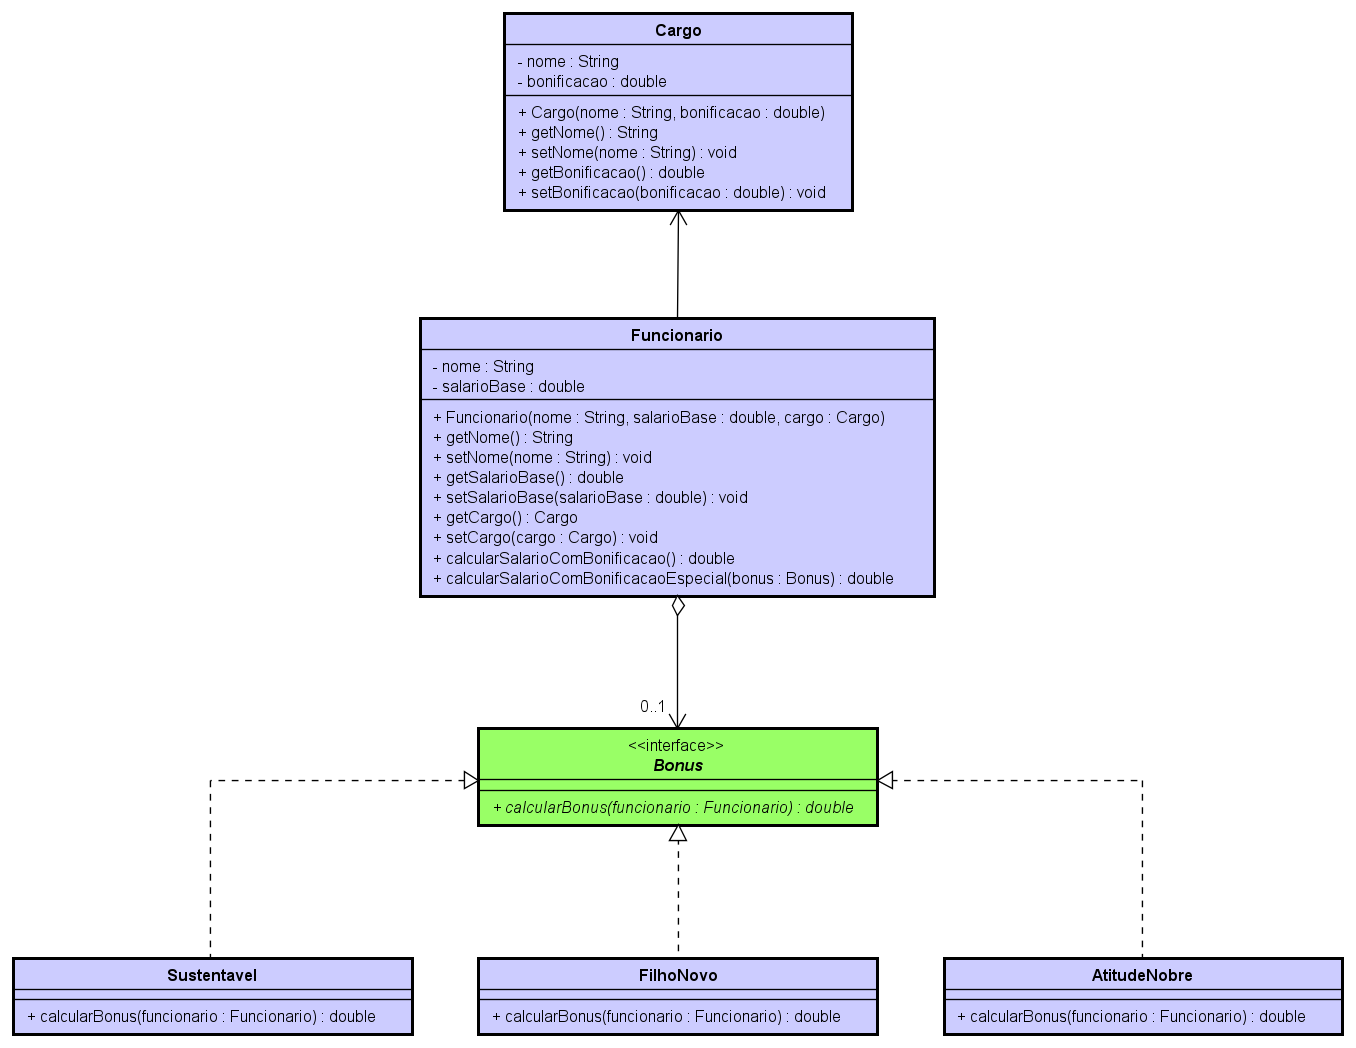 Cargo
- nome : String
- bonificacao : double
+ Cargo(nome : String, bonificacao : double)
+ getNome() : String
+ setNome(nome : String) : void
+ getBonificacao() : double
+ setBonificacao(bonificacao : double) : void
Funcionario
- nome : String
- salarioBase : double
+ Funcionario(nome : String, salarioBase : double, cargo : Cargo)
+ getNome() : String
+ setNome(nome : String) : void
+ getSalarioBase() : double
+ setSalarioBase(salarioBase : double) : void
+ getCargo() : Cargo
+ setCargo(cargo : Cargo) : void
+ calcularSalarioComBonificacao() : double
+ calcularSalarioComBonificacaoEspecial(bonus : Bonus) : double
0..1
<<interface>>
Bonus
+ calcularBonus(funcionario : Funcionario) : double
Sustentavel
+ calcularBonus(funcionario : Funcionario) : double
FilhoNovo
+ calcularBonus(funcionario : Funcionario) : double
AtitudeNobre
+ calcularBonus(funcionario : Funcionario) : double